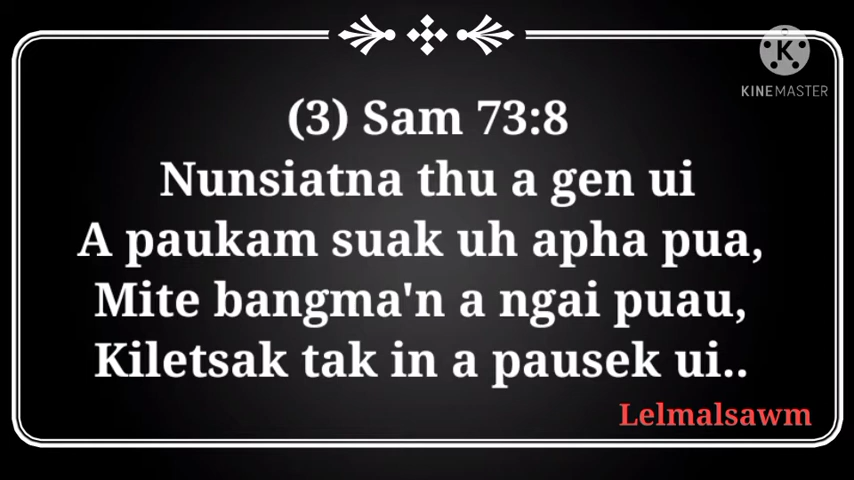 K
KINEMASTER
(3) Sam 73:8
Nunsiatna thu a gen ui
A paukam suak uh apha pua,
Mite bangma'n a ngai puau,
Kiletsak tak in a pausek ui..
Lelmalsawm